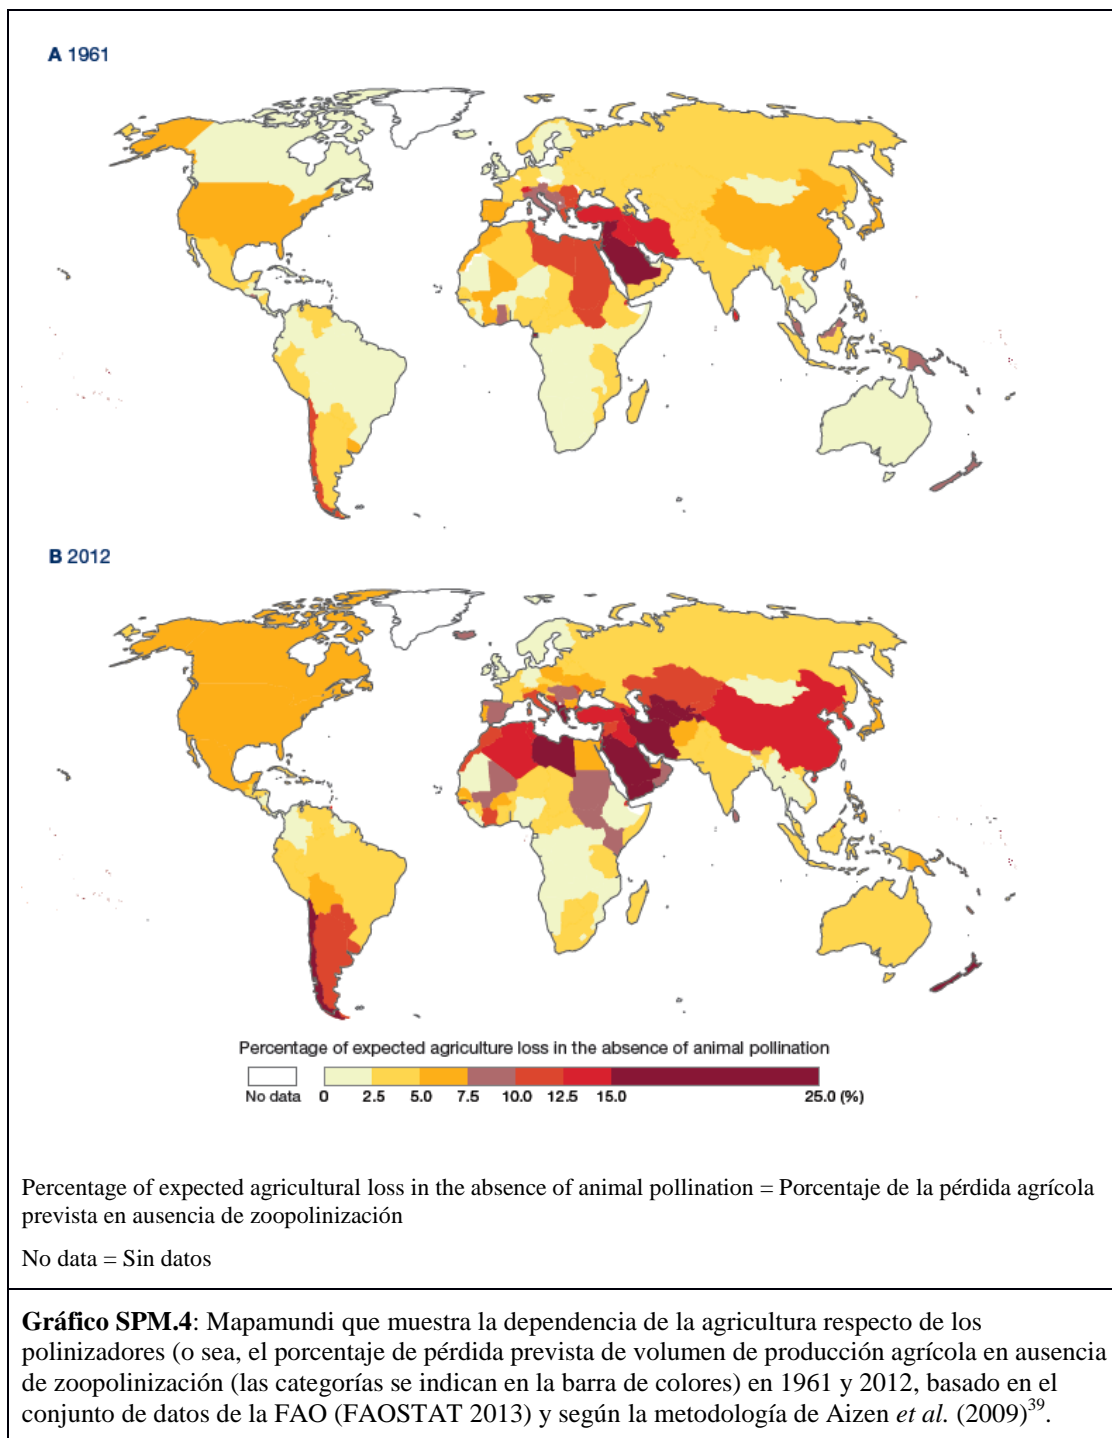 A 1961
B 2012
Percentage of expected agriculture loss in the absence of animal pollination
No data 0 2.5 5.0 7.5 10.0 12.5 15.0 25.0 (%)
Percentage of expected agricultural loss in the absence of animal pollination = Porcentaje de la pérdida agrícola
prevista en ausencia de zoopolinización
No data = Sin datos
Gráfico SPM.4: Mapamundi que muestra la dependencia de la agricultura respecto de los
polinizadores (o sea, el porcentaje de pérdida prevista de volumen de producción agrícola en ausencia
de zoopolinización (las categorías se indican en la barra de colores) en 1961 y 2012, basado en el
conjunto de datos de la FAO (FAOSTAT 2013) y según la metodología de Aizen et al. (2009)39.